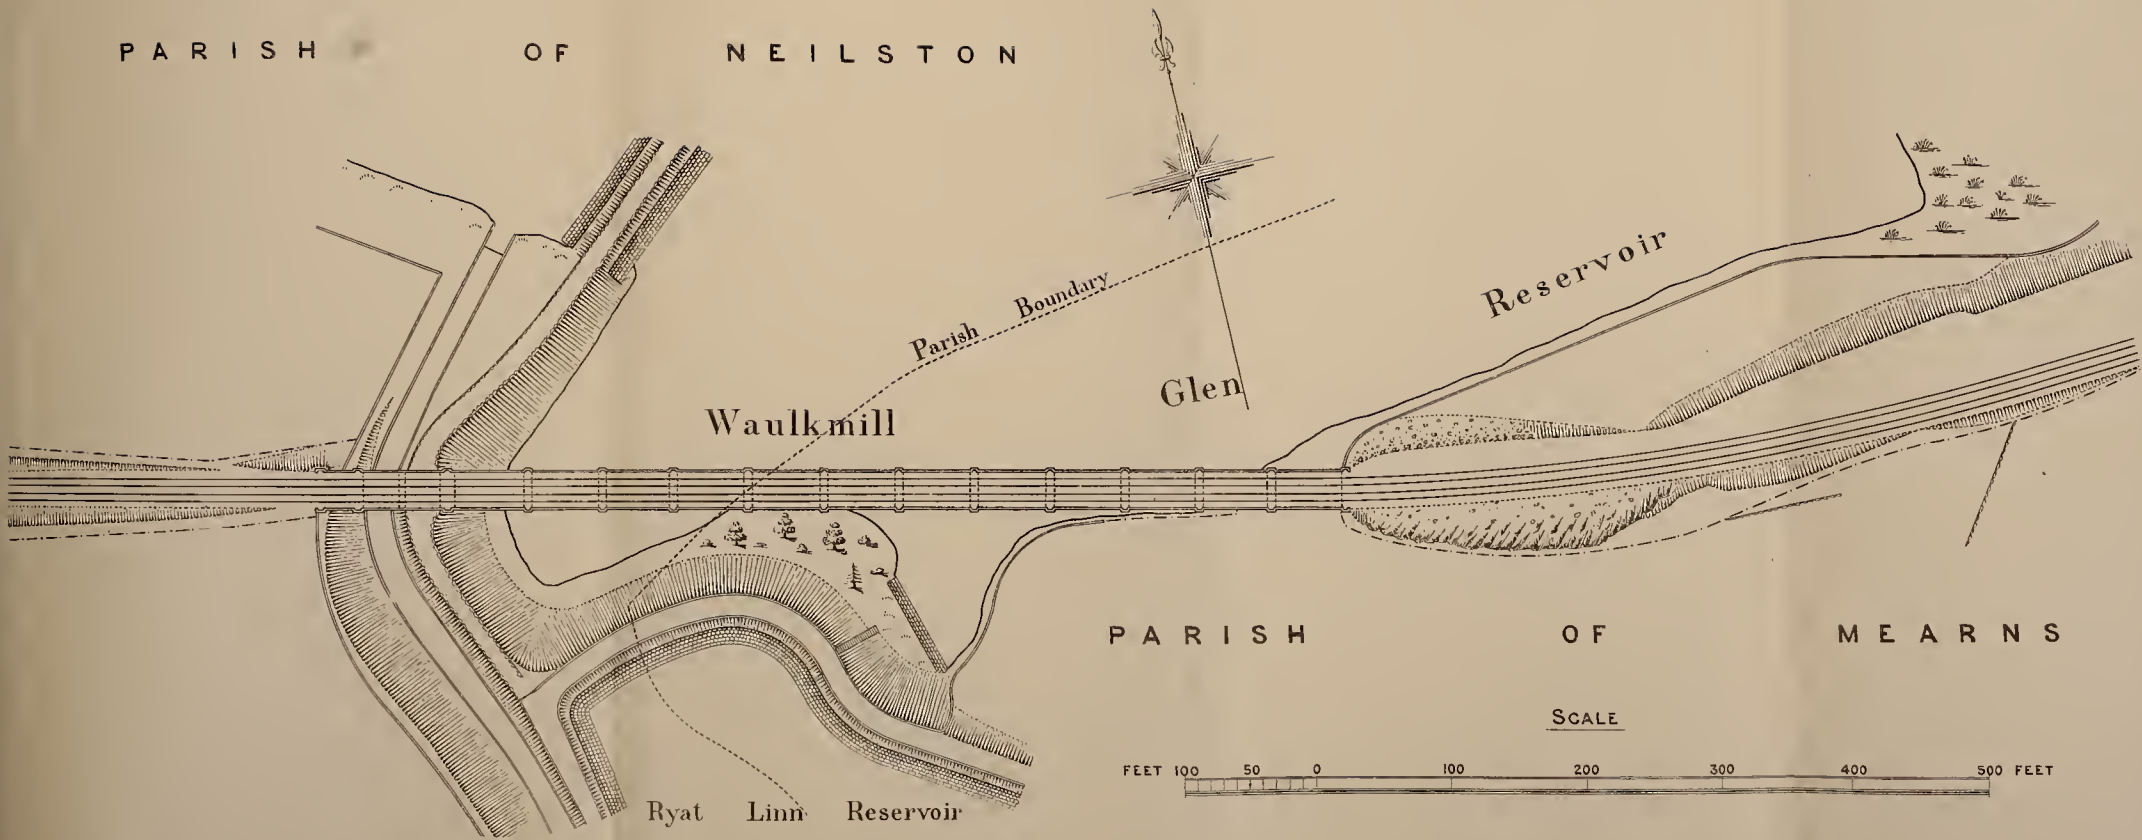 PARISH OF NEILSTON
Reservoir
Parish Boundary
Glen
Waulkmill
PARISH OF MEARNS
SCALE
FEET 100 50 0 100 200 300 400 500 FEET
Ryat Linn Reservoir